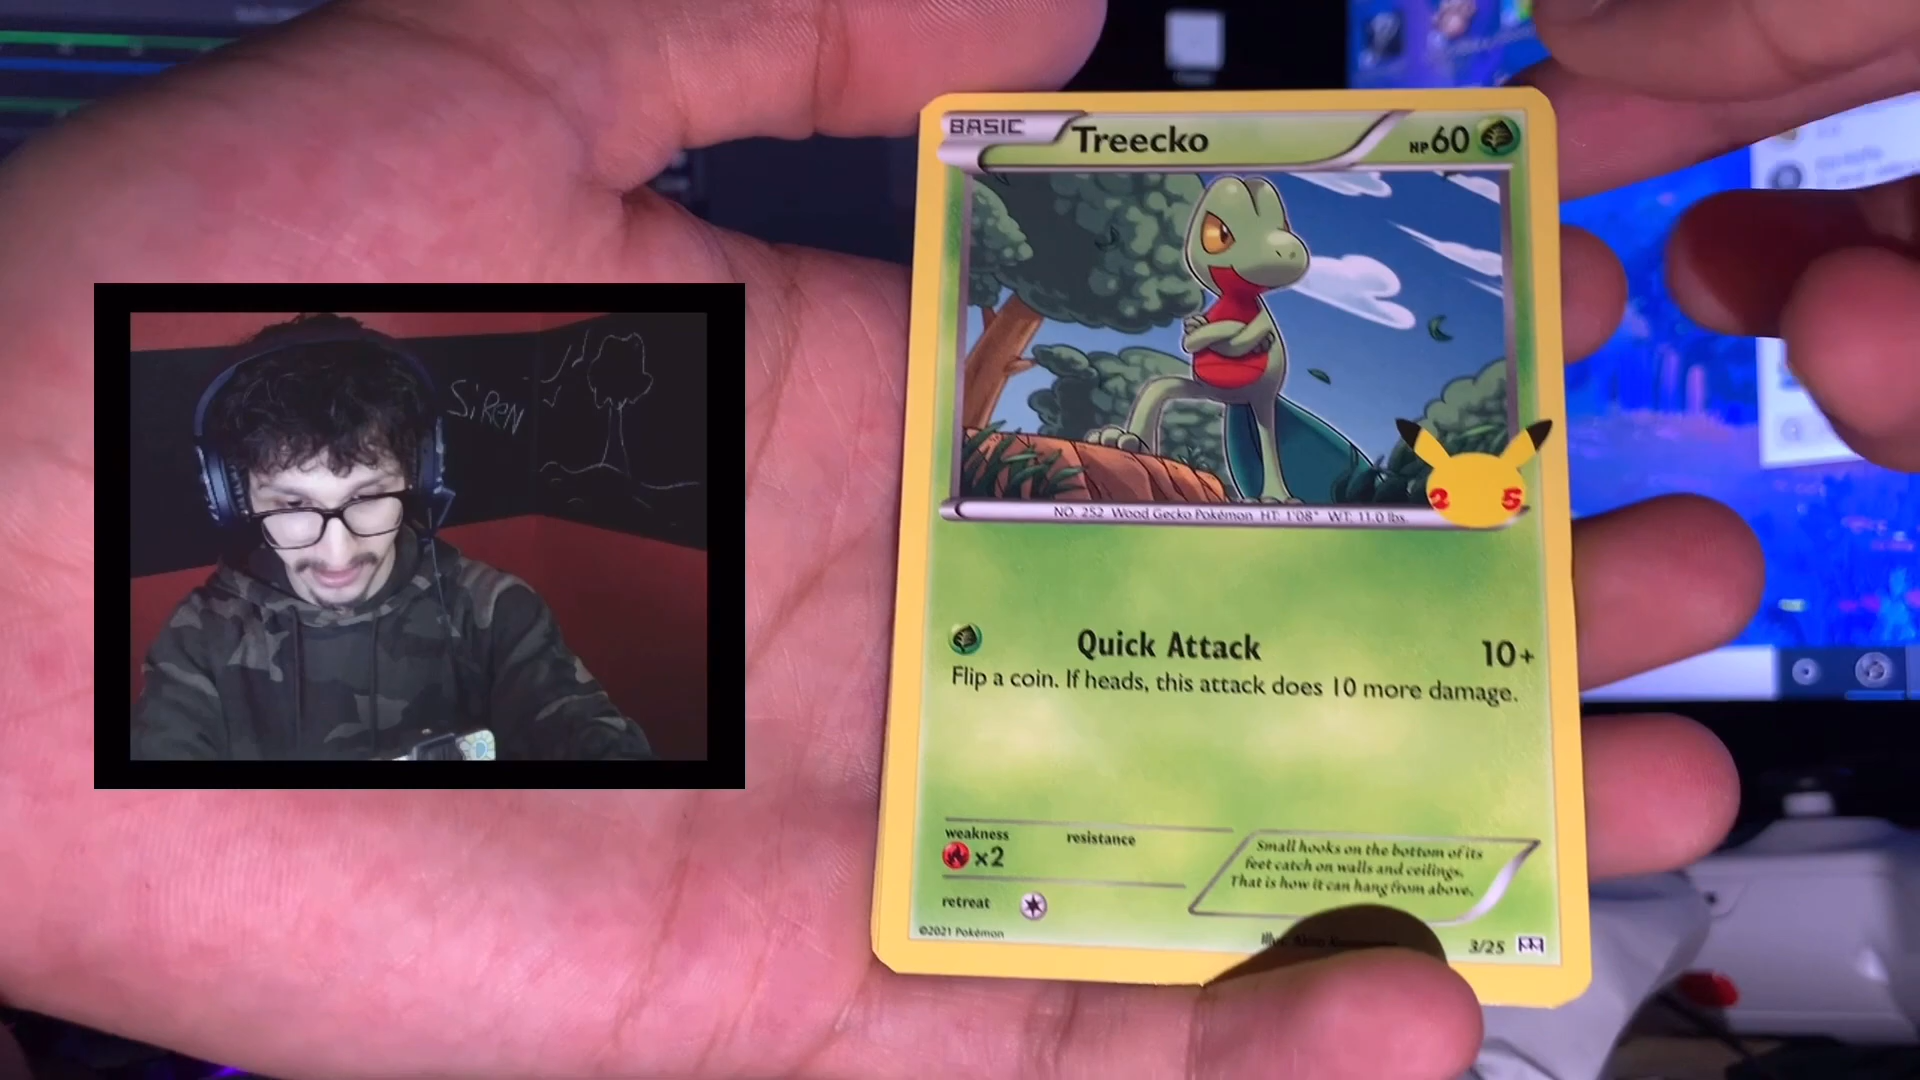 BASIC Treecko HP60
SiREN
2 5
NO. 252 Wood Gecko Pokémon HT: 1'08" WT: 11.0 lbs.
Quick Attack 10+
Flip a coin. If heads, this attack does 10 more damage.
weakness resistance
×2
Small hooks on the bottom of its
feet catch on walls and ceilings.
That is how it can hang from above.
retreat
©2021 Pokémon
Illus.
3/25